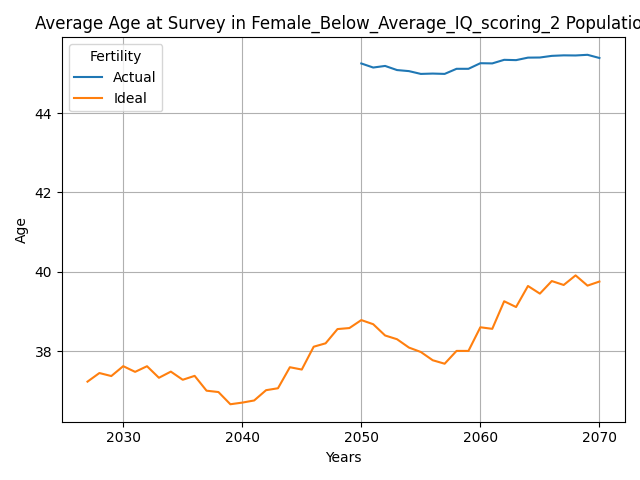 Average Age at Survey in Female_Below_Average_IQ_scoring_2 Populatio
Fertility
Actual
Ideal
44
42
40
38
Age
2030 2040 2050 2060 2070
Years